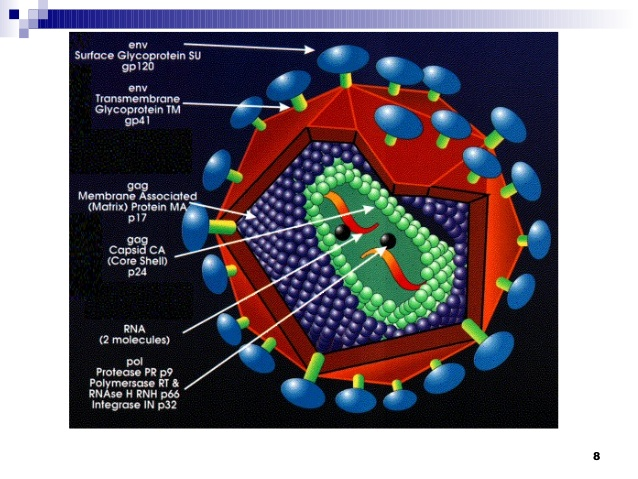 env
Surface Glycoprotein SU
gp120
env
Transmembrane
Glycoprotein TM
gp41
gag
Membrane Associated
(Matrix) Protein MA
p17
gag
Capsid CA
(Core Shell)
p24
RNA
(2 molecules)
pol
Protease PR p9
Polymersase RT &
RNAse H RNH p66
Integrase IN p32
8